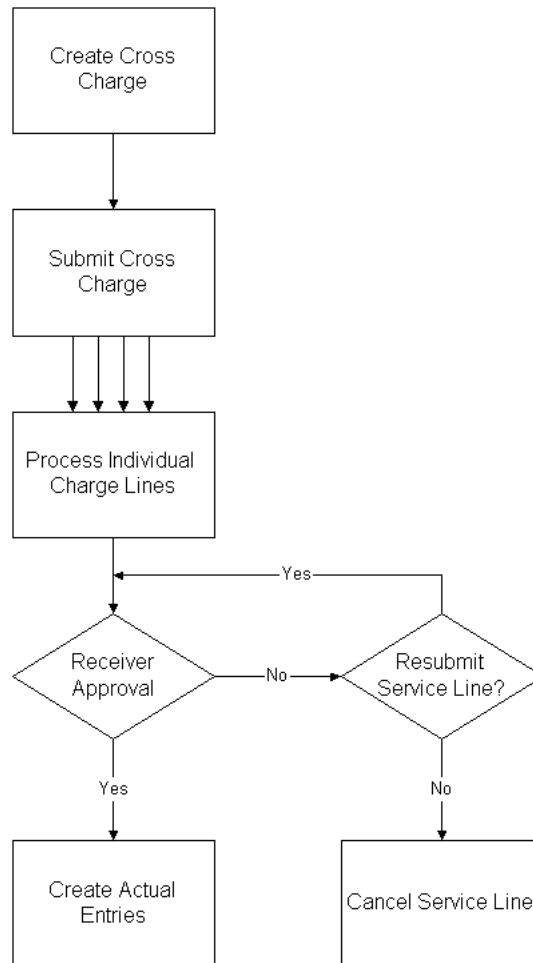 Create Cross
Charge
Submit Cross
Charge
Process Individual
Charge Lines
Yes
Receiver
Approval
No
Resubmit
Service Line?
Yes
No
Create Actual
Entries
Cancel Service Line